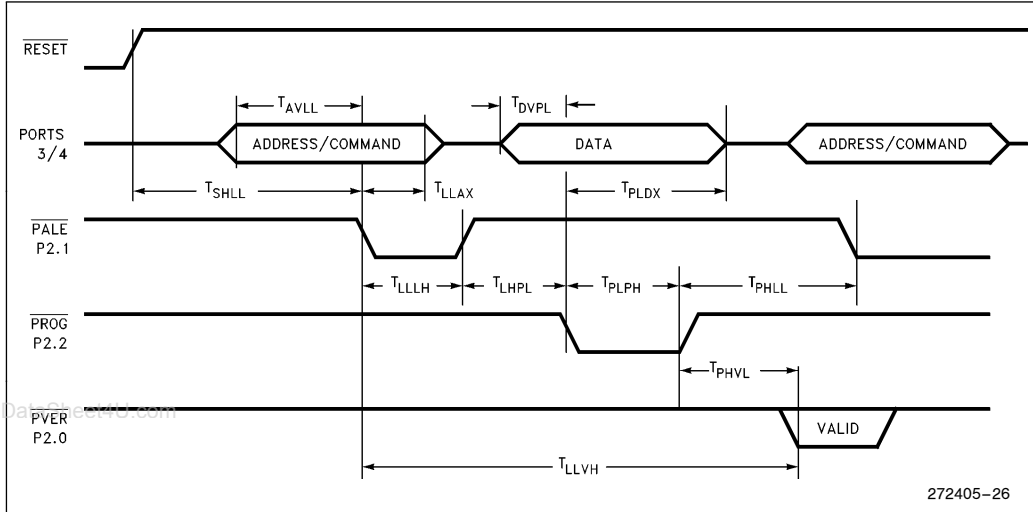 RESET
T_AVLL
T_DVPL
PORTS
3/4
ADDRESS/COMMAND
DATA
ADDRESS/COMMAND
T_SHLL
T_LLAX
T_PLDX
PALE
P2.1
T_LLLH
T_LHPL
T_PLPH
T_PHLL
PROG
P2.2
T_PHVL
DataSheet4U.com
PVER
P2.0
VALID
T_LLVH
272405-26